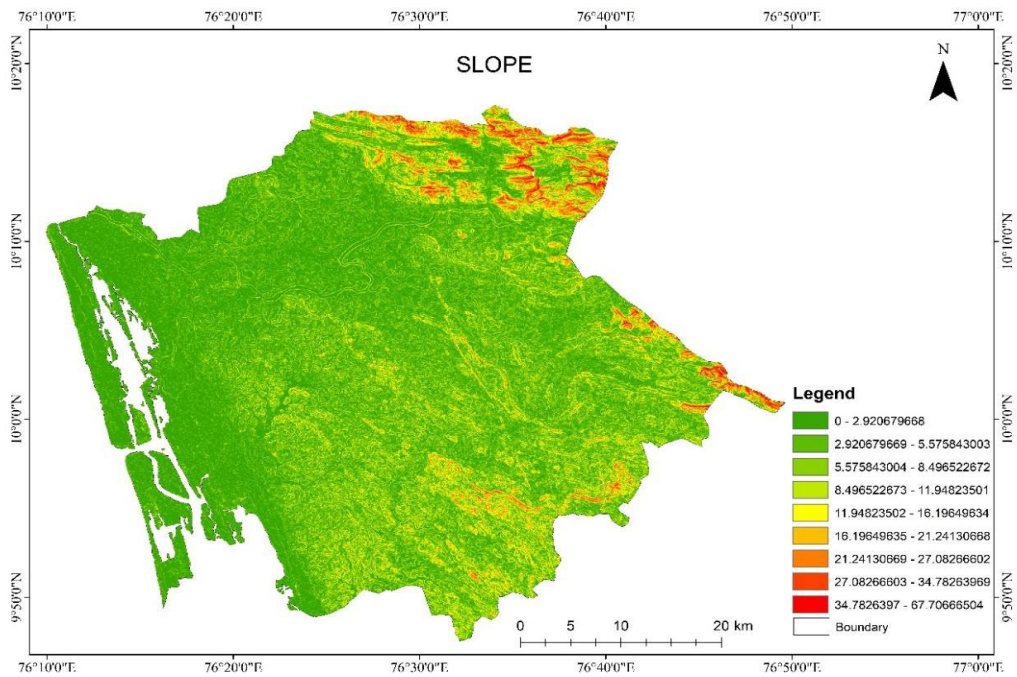 76°10'0"E 76°20'0"E 76°30'0"E 76°40'0"E 76°50'0"E 77°0'0"E
10°20'0"N 10°20'0"N
SLOPE
N
10°10'0"N 10°10'0"N
10°0'0"N 10°0'0"N
Legend
0 - 2.920679668
2.920679669 - 5.575843003
5.575843004 - 8.496522672
8.496522673 - 11.94823501
11.94823502 - 16.19649634
16.19649635 - 21.24130668
21.24130669 - 27.08266602
27.08266603 - 34.78263969
34.7826397 - 67.70666504
Boundary
9°50'0"N 9°50'0"N
0 5 10 20 km
76°10'0"E 76°20'0"E 76°30'0"E 76°40'0"E 76°50'0"E 77°0'0"E